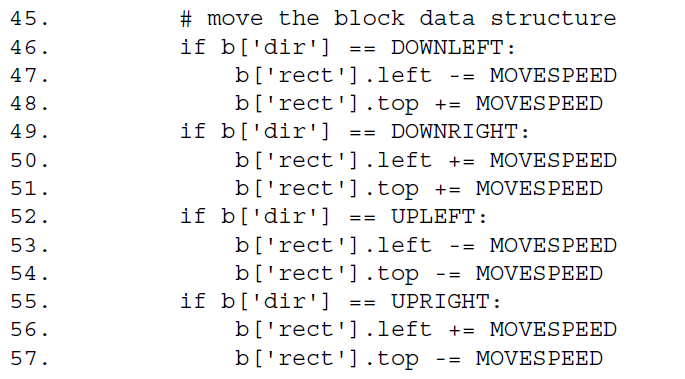 45.         # move the block data structure
46.         if b['dir'] == DOWNLEFT:
47.             b['rect'].left -= MOVESPEED
48.             b['rect'].top += MOVESPEED
49.         if b['dir'] == DOWNRIGHT:
50.             b['rect'].left += MOVESPEED
51.             b['rect'].top += MOVESPEED
52.         if b['dir'] == UPLEFT:
53.             b['rect'].left -= MOVESPEED
54.             b['rect'].top -= MOVESPEED
55.         if b['dir'] == UPRIGHT:
56.             b['rect'].left += MOVESPEED
57.             b['rect'].top -= MOVESPEED